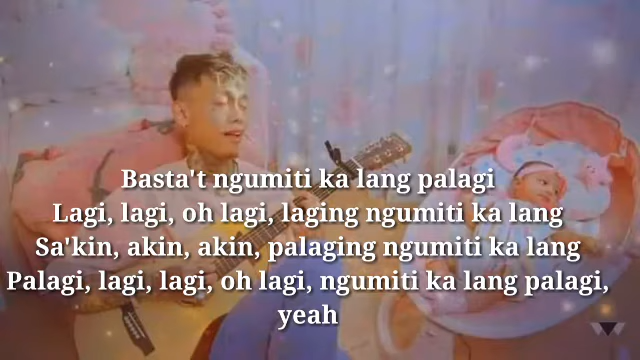 Basta't ngumiti ka lang palagi
Lagi, lagi, oh lagi, laging ngumiti ka lang
Sa'kin, akin, akin, palaging ngumiti ka lang
Palagi, lagi, lagi, oh lagi, ngumiti ka lang palagi,
yeah